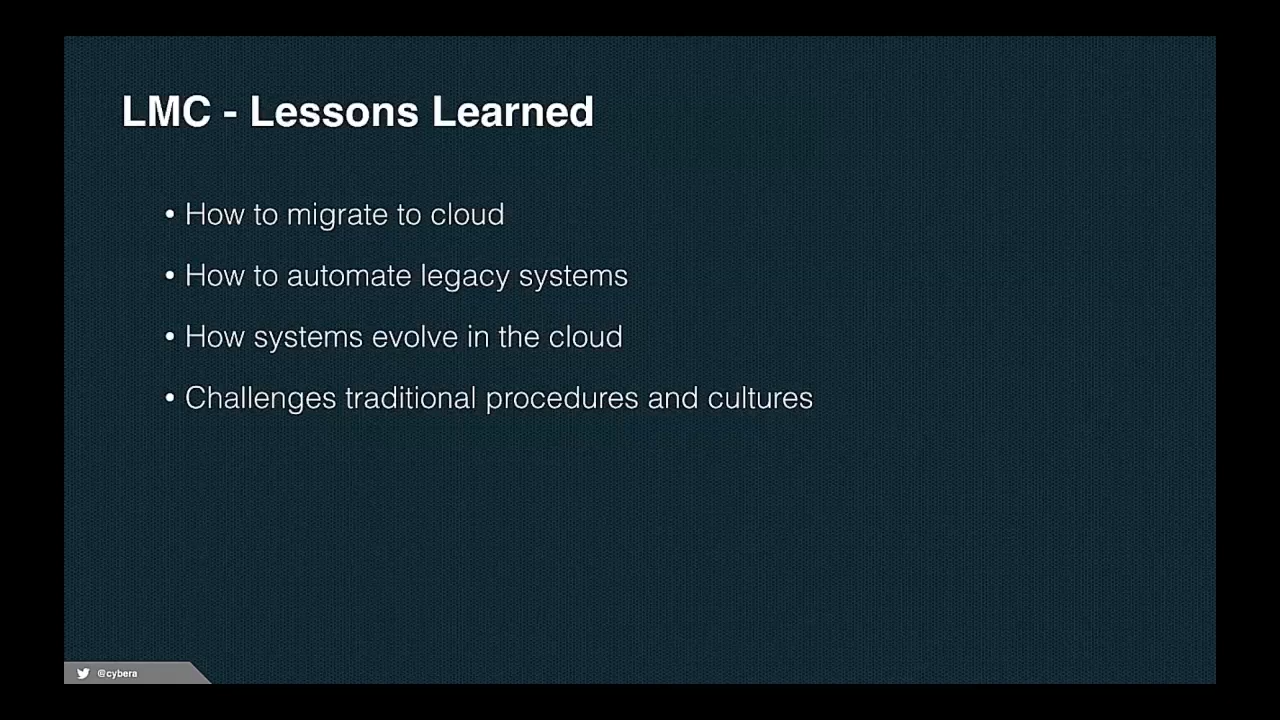 LMC - Lessons Learned
• How to migrate to cloud
• How to automate legacy systems
• How systems evolve in the cloud
• Challenges traditional procedures and cultures
@cybera